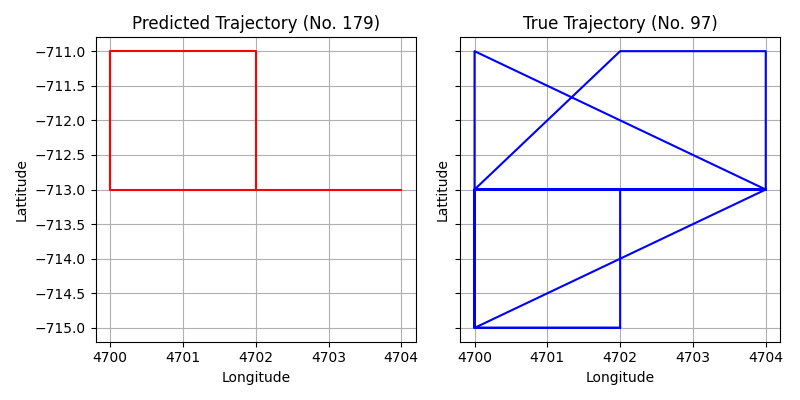 Predicted Trajectory (No. 179)
−711.0
−711.5
−712.0
−712.5
−713.0
−713.5
−714.0
−714.5
−715.0
Lattitude
4700 4701 4702 4703 4704
Longitude
True Trajectory (No. 97)
Lattitude
4700 4701 4702 4703 4704
Longitude